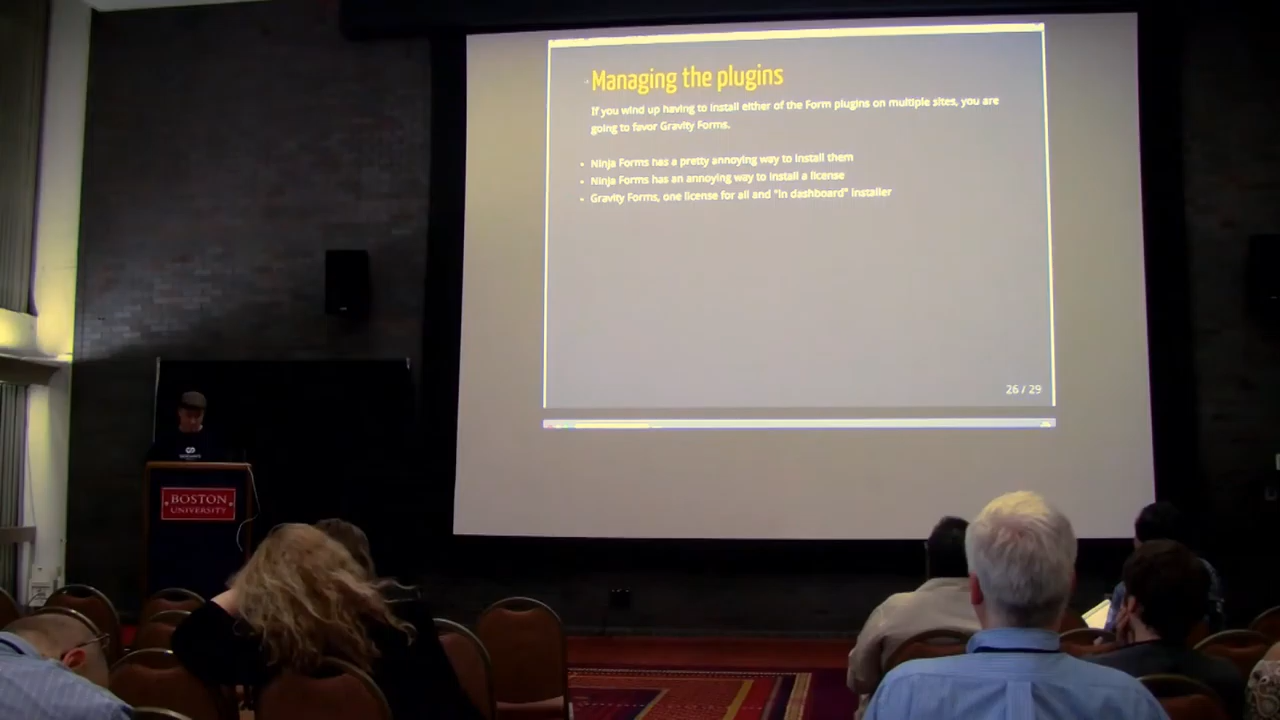 Managing the plugins
If you wind up having to install either of the Form plugins on multiple sites, you are
going to favor Gravity Forms.
• Ninja Forms has a pretty annoying way to install them
• Ninja Forms has an annoying way to install a license
• Gravity Forms, one license for all and "in dashboard" installer
26 / 29
BOSTON
UNIVERSITY